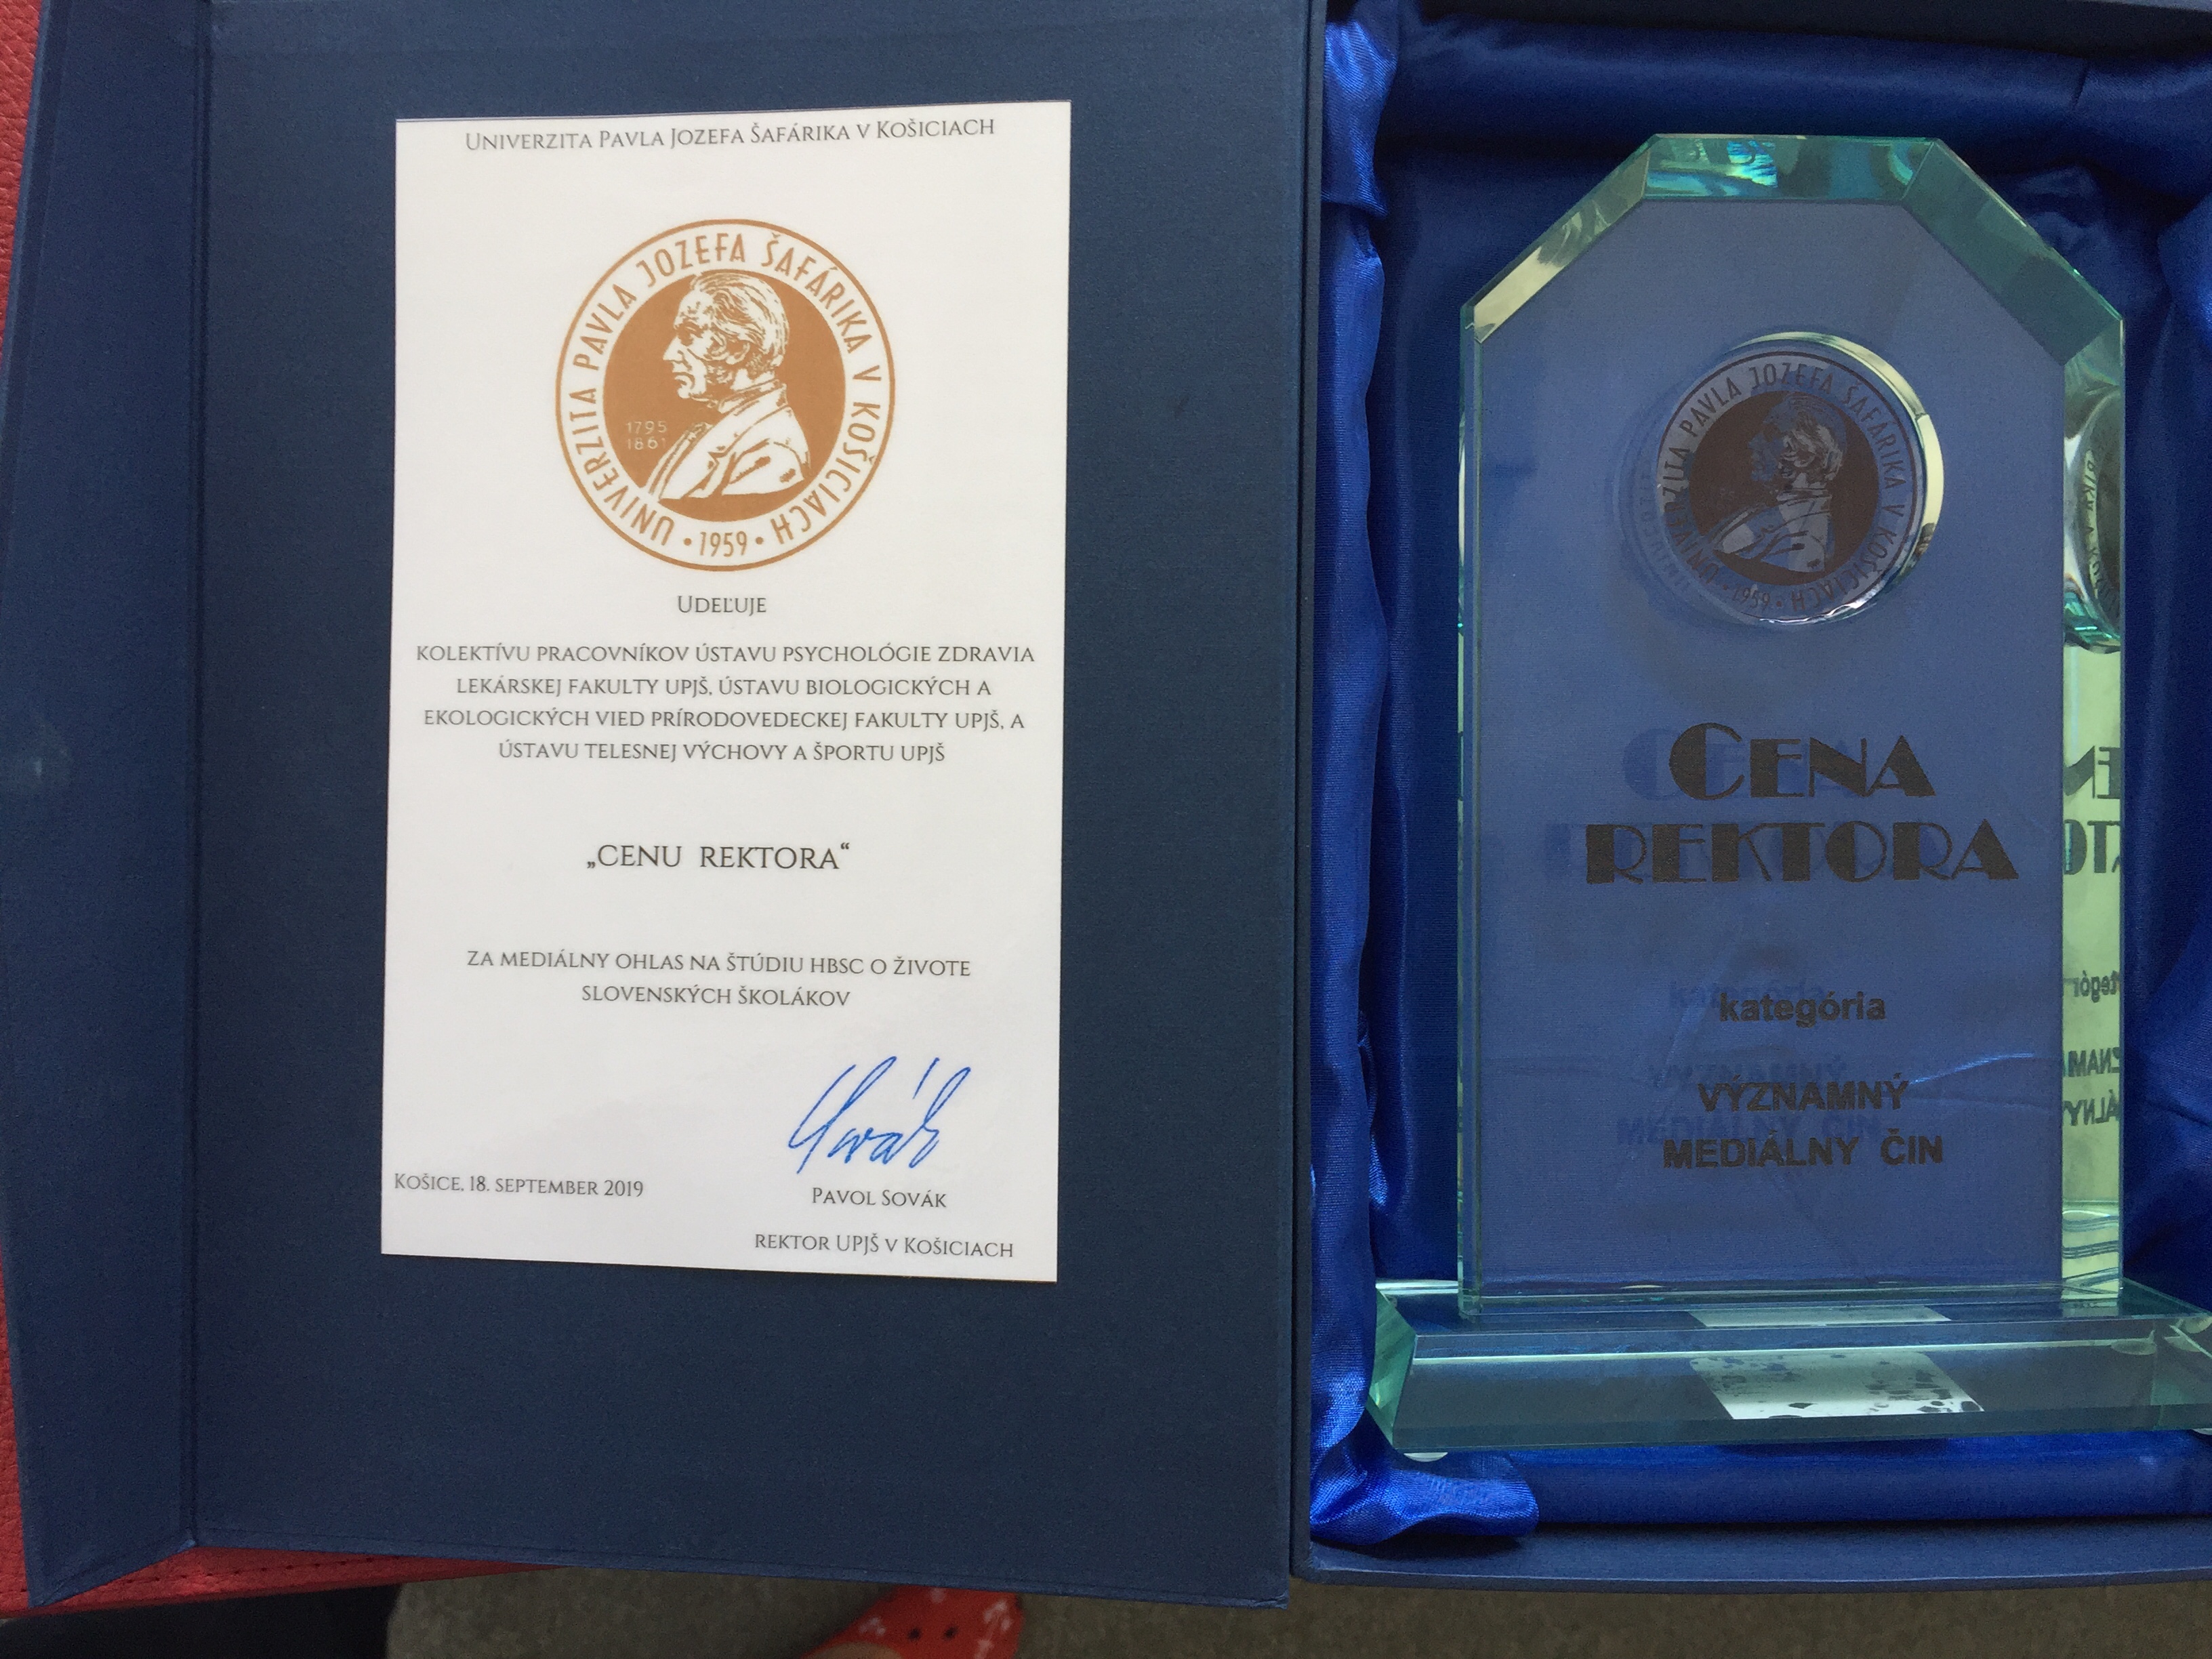 Univerzita Pavla Jozefa Šafárika v Košiciach
UNIVERZITA PAVLA JOZEFA ŠAFÁRIKA V KOŠICIACH
1795
1861
• 1959 •
Udeľuje
KOLEKTÍVU PRACOVNÍKOV ÚSTAVU PSYCHOLÓGIE ZDRAVIA
LEKÁRSKEJ FAKULTY UPJŠ, ÚSTAVU BIOLOGICKÝCH A
EKOLOGICKÝCH VIED PRÍRODOVEDECKEJ FAKULTY UPJŠ, A
ÚSTAVU TELESNEJ VÝCHOVY A ŠPORTU UPJŠ
„CENU REKTORA“
ZA MEDIÁLNY OHLAS NA ŠTÚDIU HBSC O ŽIVOTE
SLOVENSKÝCH ŠKOLÁKOV
Košice, 18. september 2019
Pavol Sovák
rektor UPJŠ v Košiciach
UNIVERZITA PAVLA JOZEFA ŠAFÁRIKA V KOŠICIACH
• 1959 •
CENA
REKTORA
kategória
VÝZNAMNÝ
MEDIÁLNY ČIN